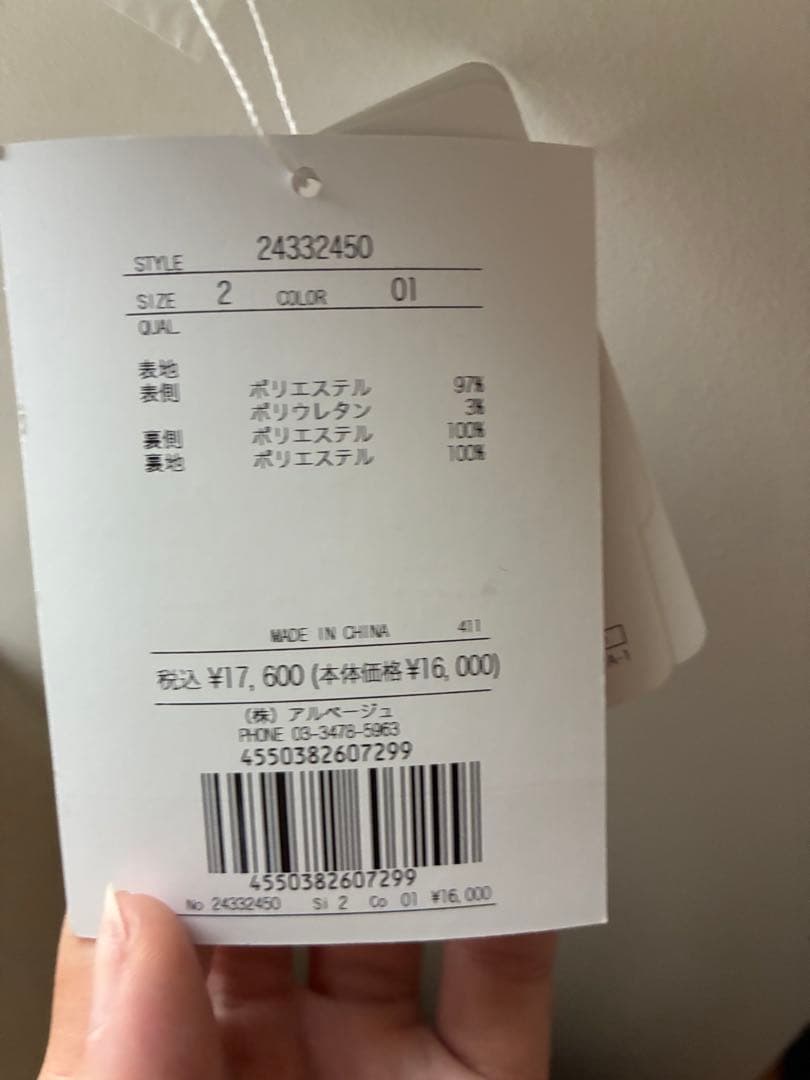 STYLE 24332450
SIZE 2 COLOR 01
QUAL
表地
表側 ポリエステル 97%
ポリウレタン 3%
裏側 ポリエステル 100%
裏地 ポリエステル 100%
MADE IN CHINA 411
税込 ¥17,600 (本体価格¥16,000)
(株) アルページュ
PHONE 03-3478-5963
4550382607299
4550382607299
No 24332450 Si 2 Co 01 ¥16,000